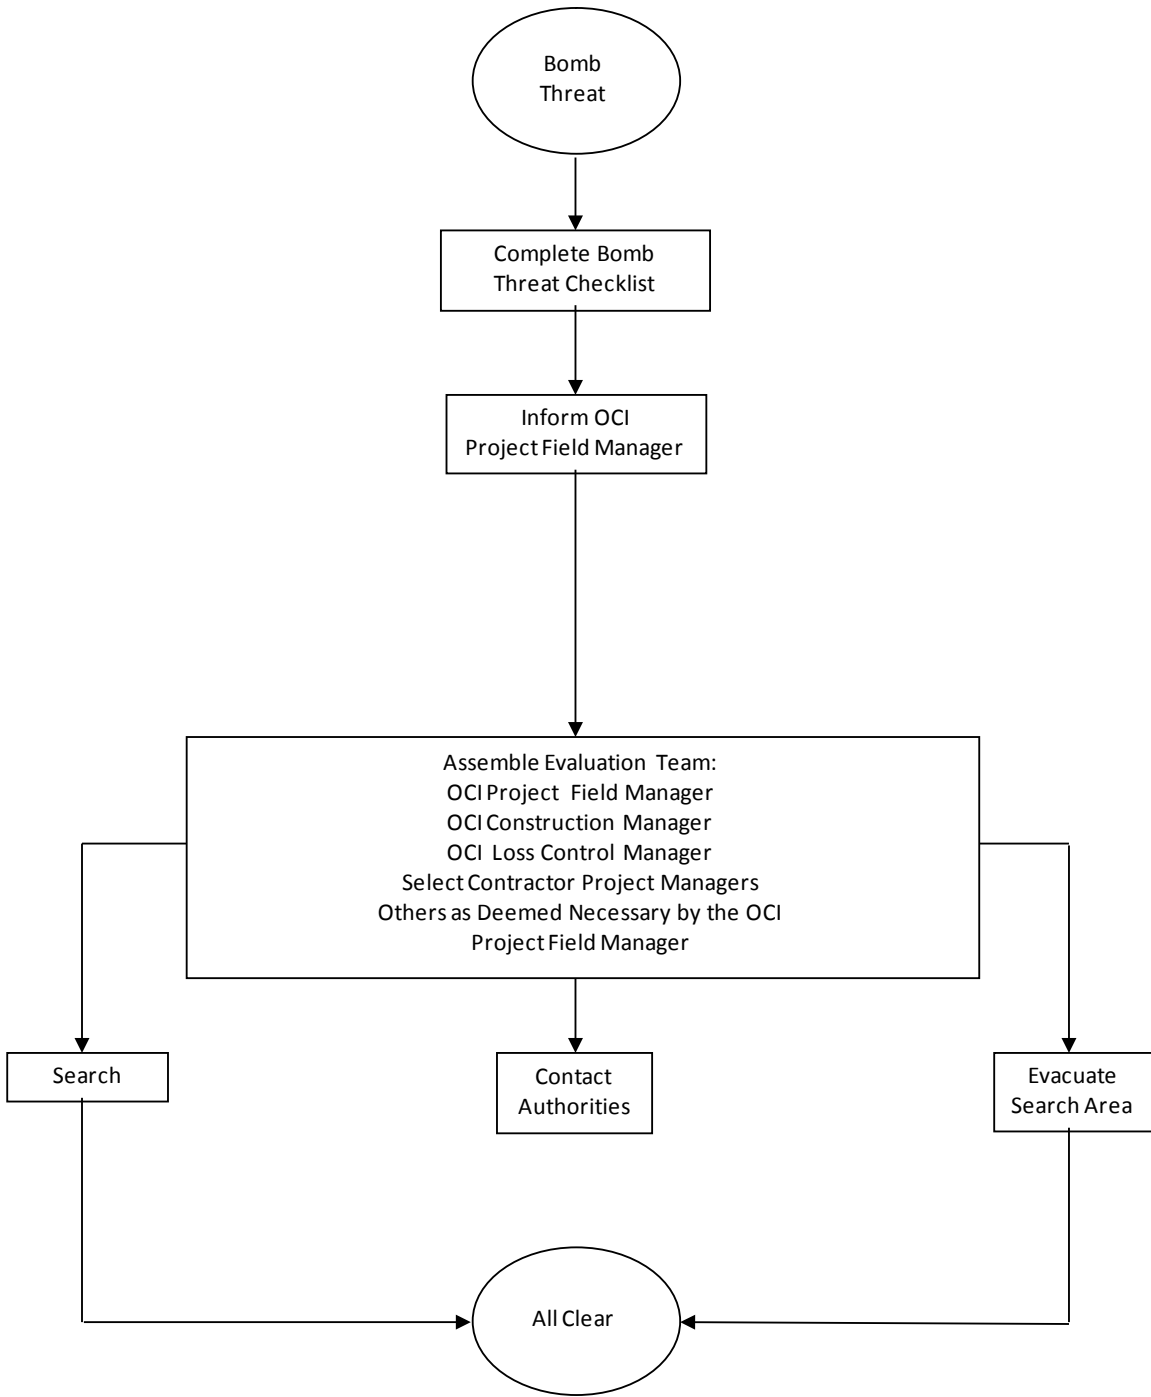 Bomb
Threat
Complete Bomb
Threat Checklist
Inform OCI
Project Field Manager
Assemble Evaluation Team:
OCI Project Field Manager
OCI Construction Manager
OCI Loss Control Manager
Select Contractor Project Managers
Others as Deemed Necessary by the OCI
Project Field Manager
Search
Contact
Authorities
Evacuate
Search Area
All Clear